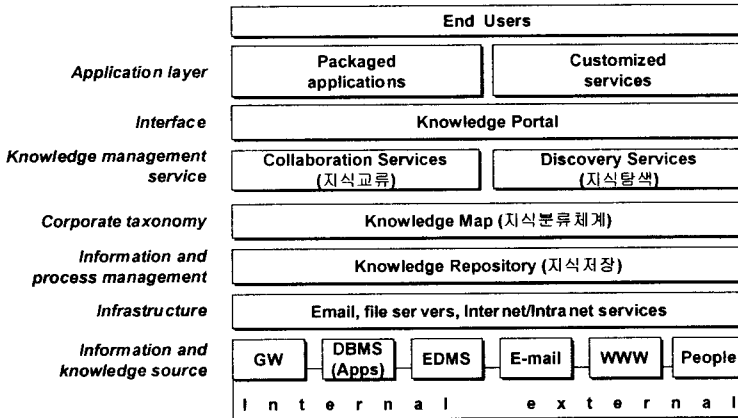 End Users
Application layer
Packaged applications
Customized services
Interface
Knowledge Portal
Knowledge management service
Collaboration Services (지식교류)
Discovery Services (지식탐색)
Corporate taxonomy
Knowledge Map (지식분류체계)
Information and process management
Knowledge Repository (지식저장)
Infrastructure
Email, file servers, Internet/Intranet services
Information and knowledge source
GW
DBMS (Apps)
EDMS
E-mail
WWW
People
Internal external